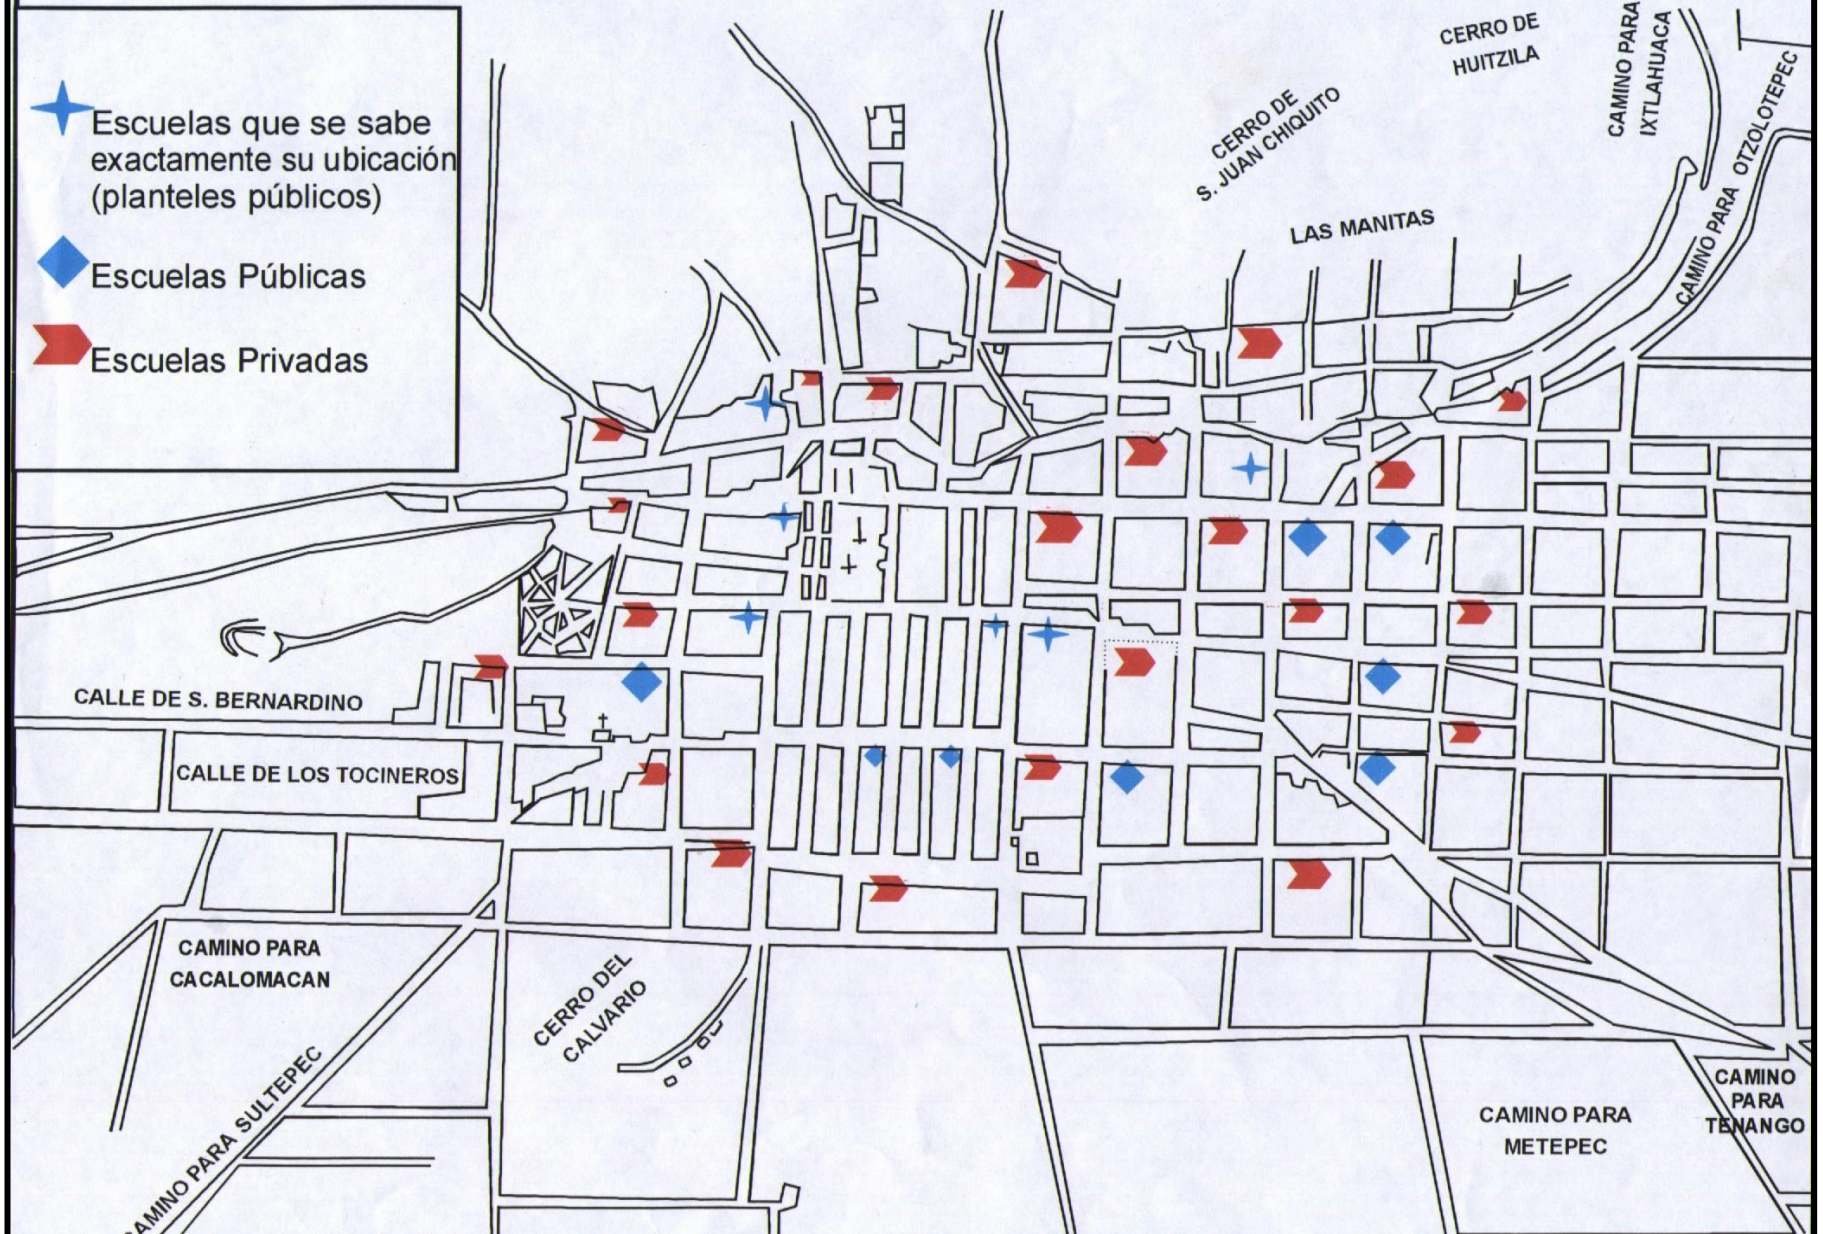 Escuelas que se sabe
exactamente su ubicación
(planteles públicos)
Escuelas Públicas
Escuelas Privadas
CERRO DE
HUITZILA
CAMINO PARA
IXTLAHUACA
CERRO DE
S. JUAN CHIQUITO
CAMINO PARA OTZOLOTEPEC
LAS MANITAS
CALLE DE S. BERNARDINO
CALLE DE LOS TOCINEROS
CAMINO PARA
CACALOMACAN
CERRO DEL
CALVARIO
CAMINO PARA SULTEPEC
CAMINO PARA
METEPEC
CAMINO
PARA
TENANGO